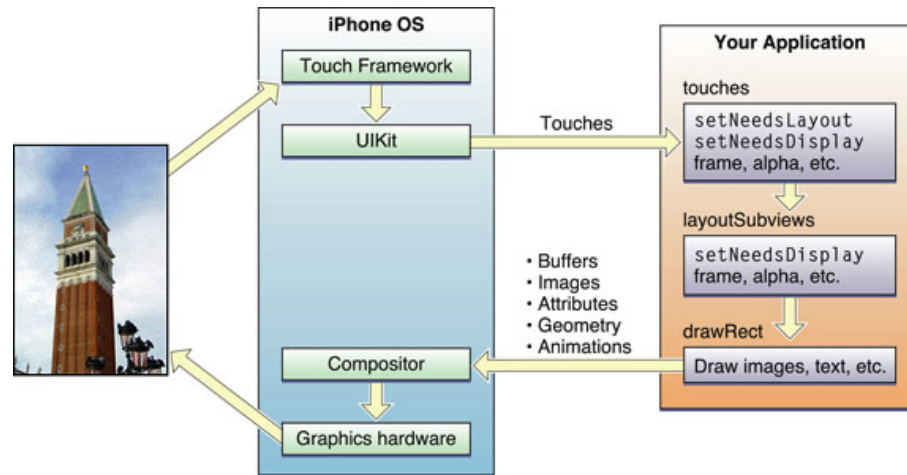 iPhone OS
Touch Framework
UIKit
Compositor
Graphics hardware
Touches
• Buffers
• Images
• Attributes
• Geometry
• Animations
Your Application
touches
setNeedsLayout
setNeedsDisplay
frame, alpha, etc.
layoutSubviews
setNeedsDisplay
frame, alpha, etc.
drawRect
Draw images, text, etc.